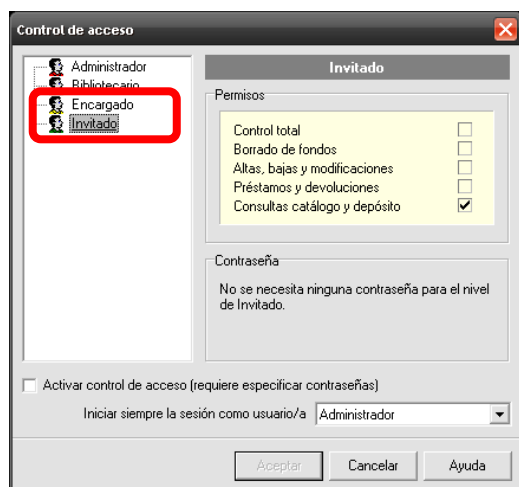 Control de acceso
Administrador
Bibliotecario
Encargado
Invitado
Invitado
Permisos
Control total
Borrado de fondos
Altas, bajas y modificaciones
Préstamos y devoluciones
Consultas catálogo y depósito
Contraseña
No se necesita ninguna contraseña para el nivel
de Invitado.
Activar control de acceso (requiere especificar contraseñas)
Iniciar siempre la sesión como usuario/a Administrador
Aceptar Cancelar Ayuda